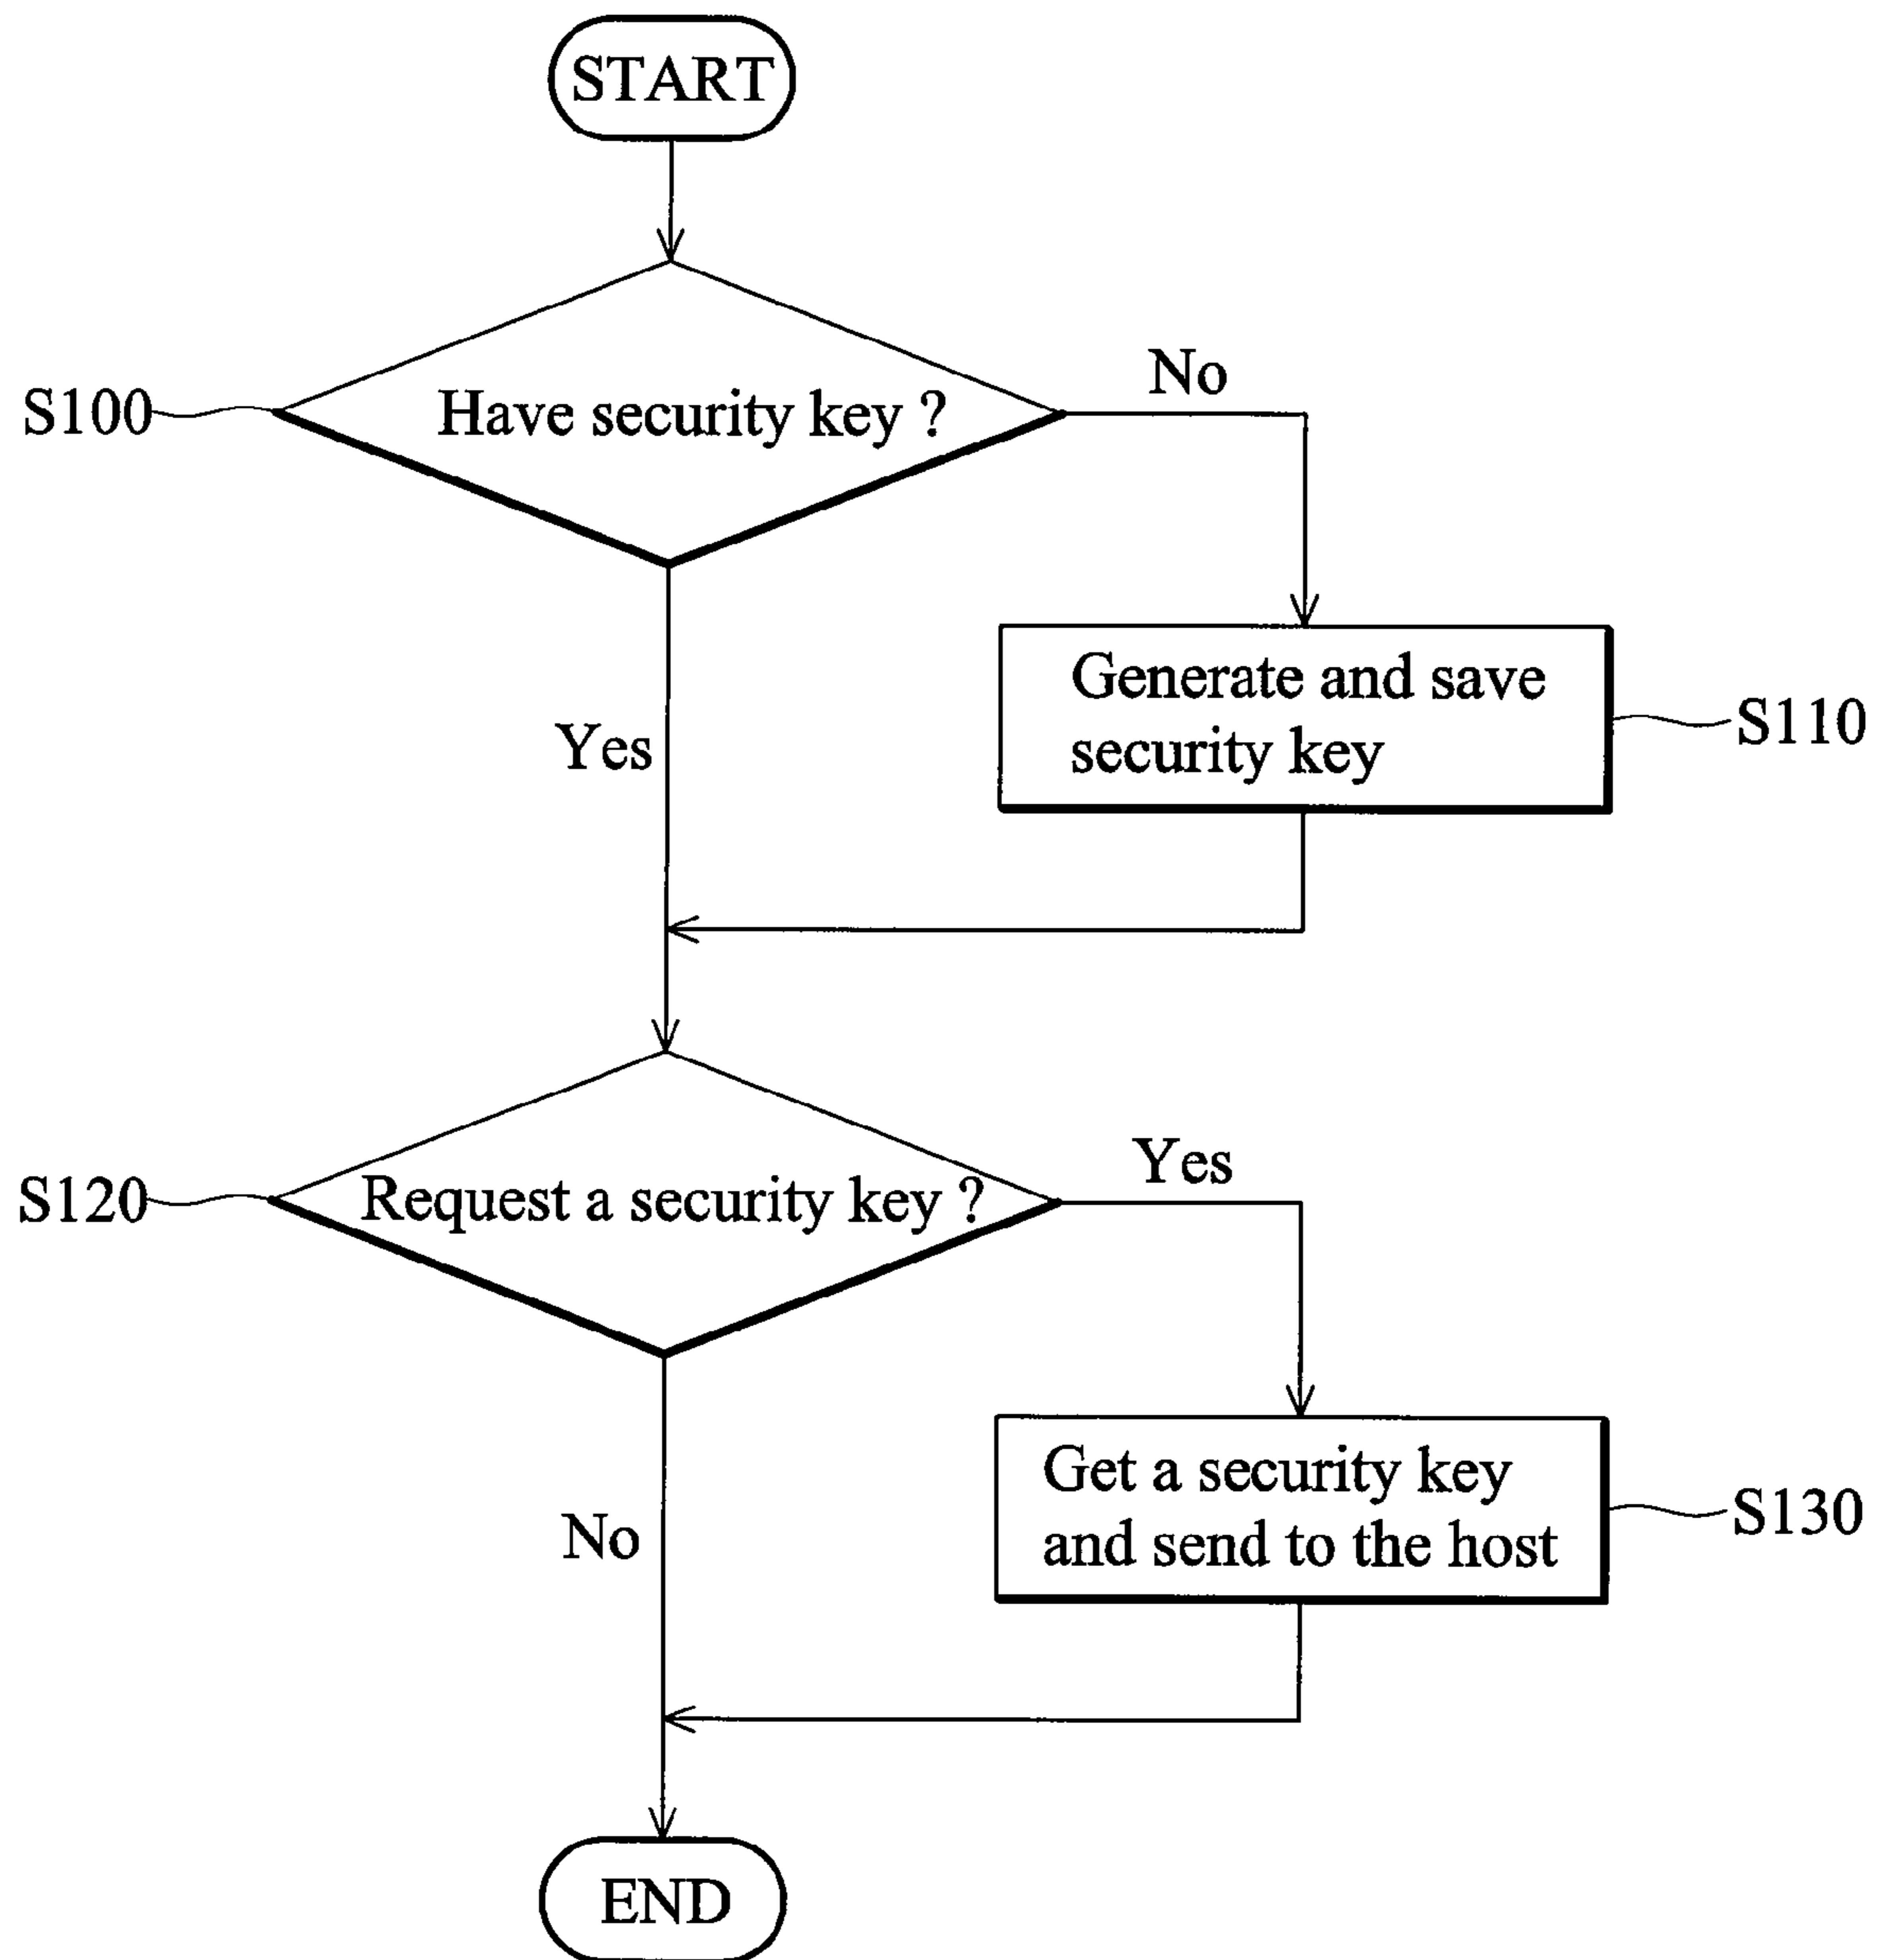 START
S100
Have security key ?
No
Generate and save
security key
S110
Yes
S120
Request a security key ?
Yes
Get a security key
and send to the host
S130
No
END